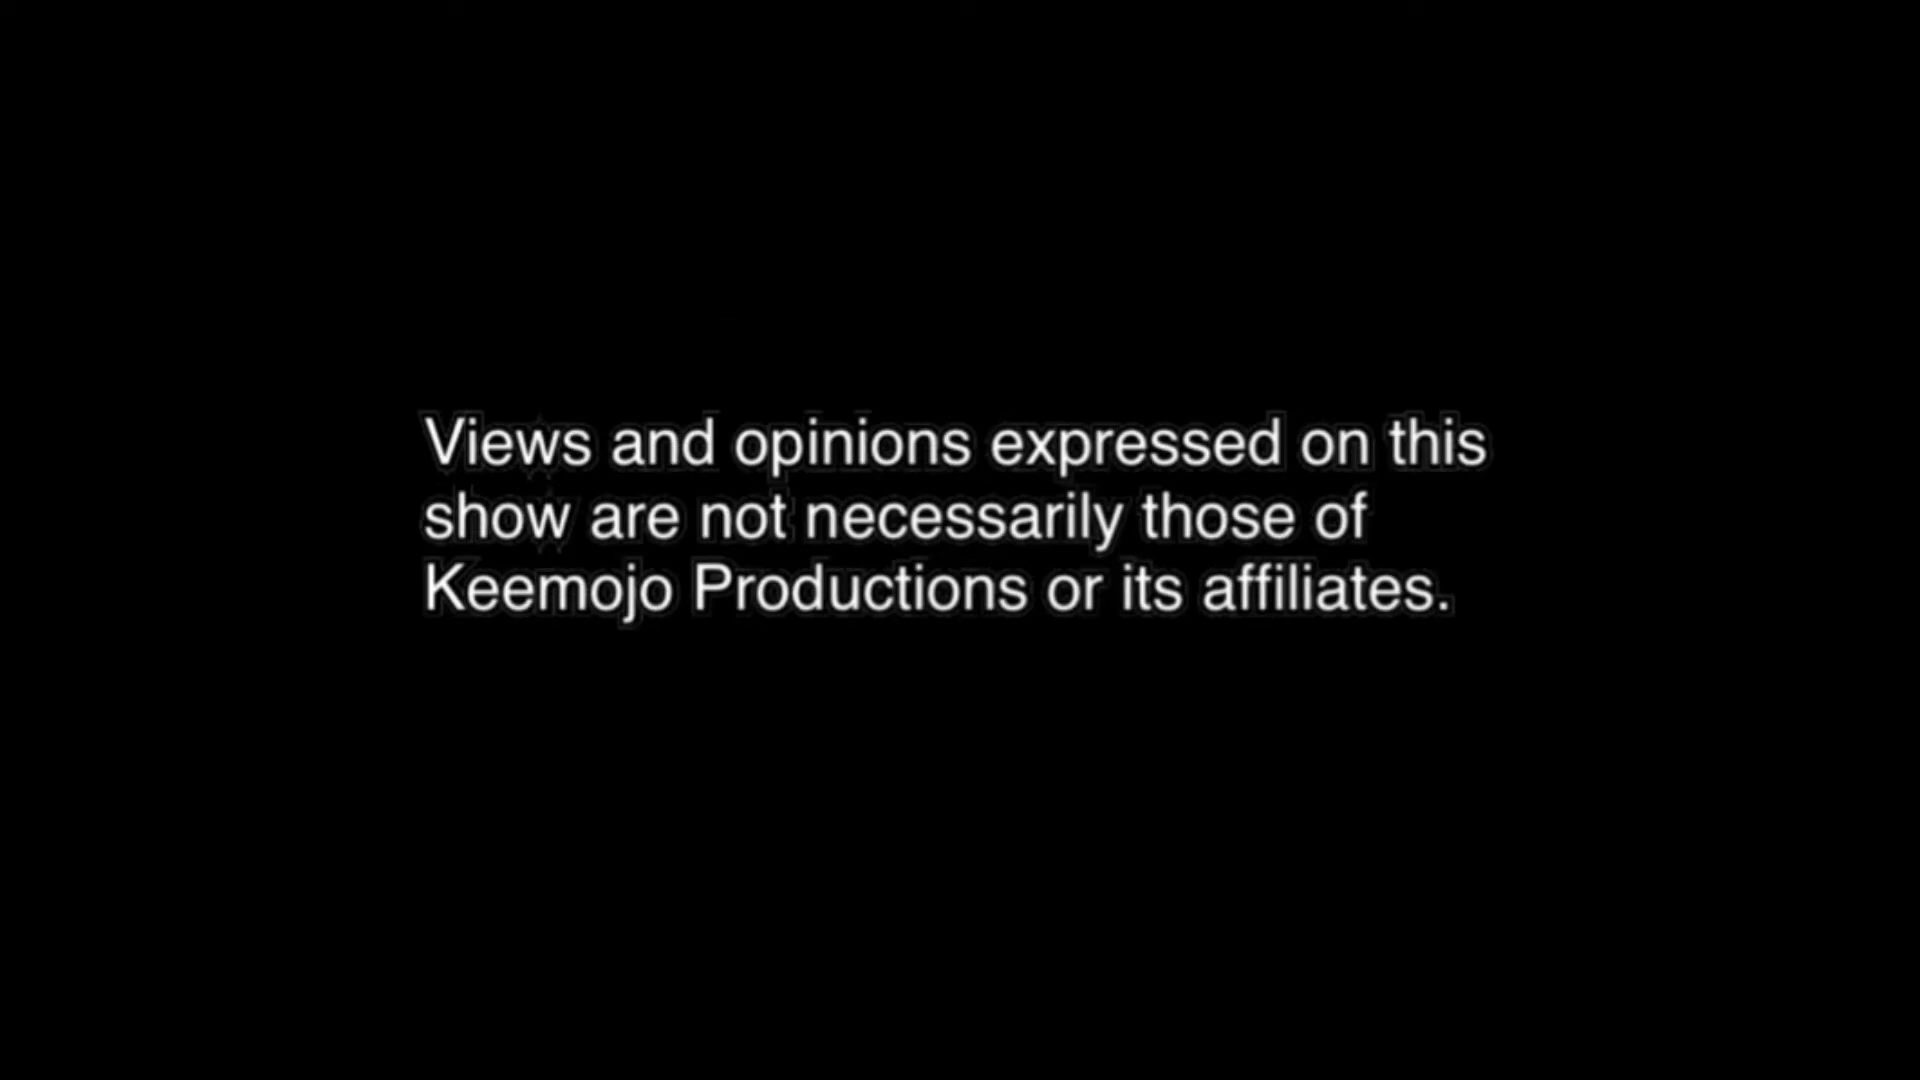 Views and opinions expressed on this
show are not necessarily those of
Keemojo Productions or its affiliates.